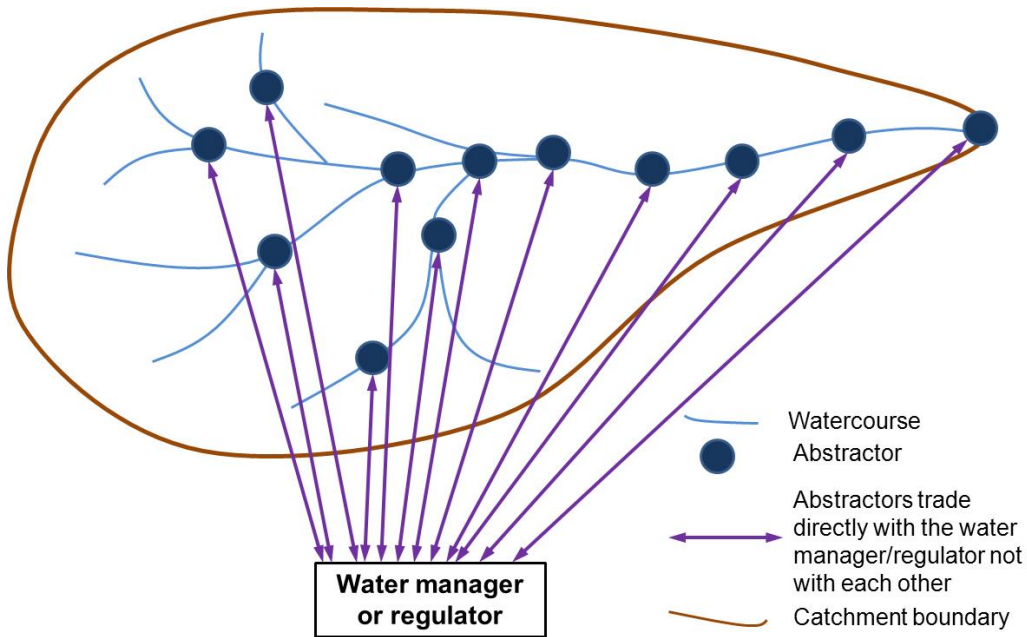 Watercourse
Abstractor
Abstractors trade
directly with the water
manager/regulator not
with each other
Catchment boundary
Water manager
or regulator